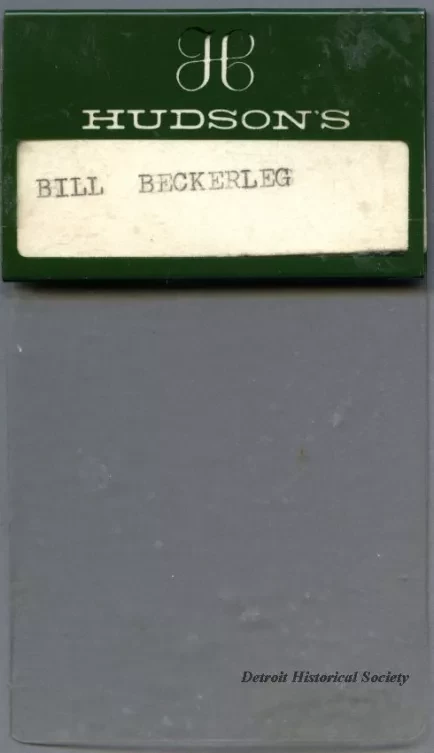 H
HUDSON'S
BILL BECKERLEG
Detroit Historical Society